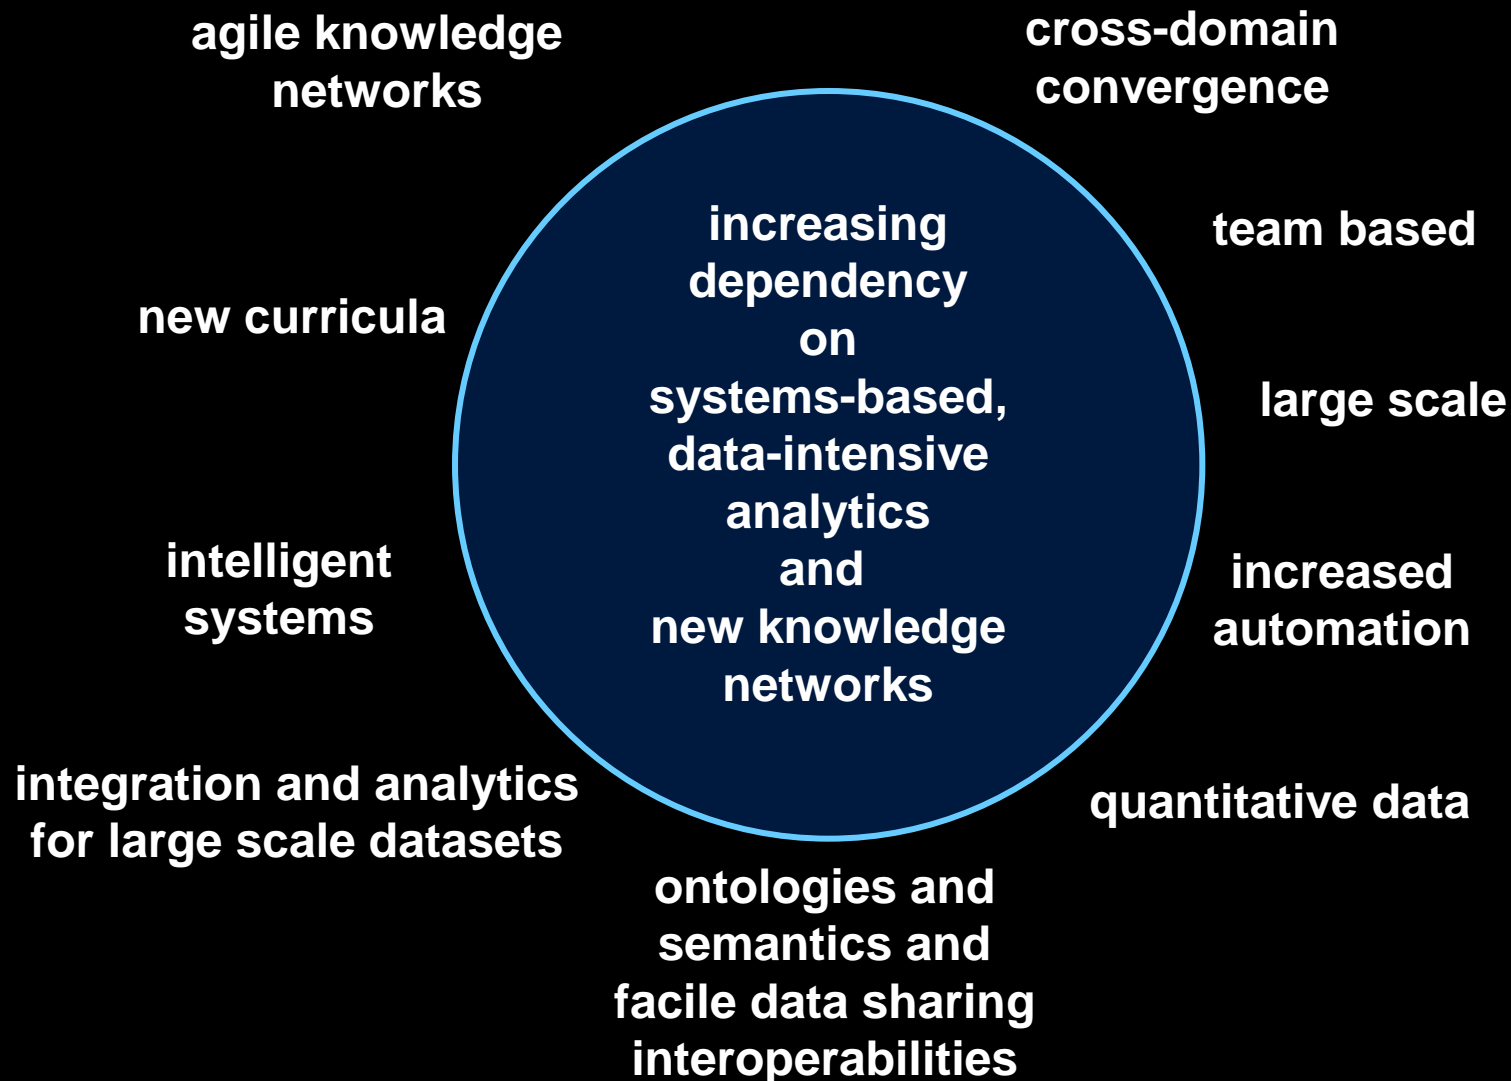 agile knowledge
networks
cross-domain
convergence
team based
large scale
increased
automation
quantitative data
ontologies and
semantics and
facile data sharing
interoperabilities
integration and analytics
for large scale datasets
intelligent
systems
new curricula
increasing
dependency
on
systems-based,
data-intensive
analytics
and
new knowledge
networks